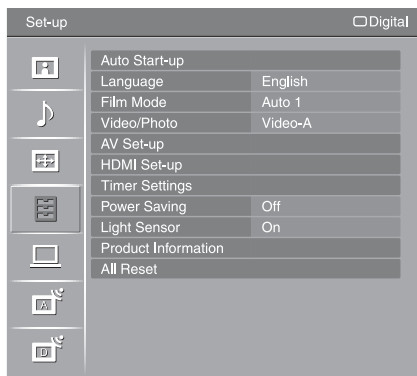 Set-up
Digital
Auto Start-up
Language English
Film Mode Auto 1
Video/Photo Video-A
AV Set-up
HDMI Set-up
Timer Settings
Power Saving Off
Light Sensor On
Product Information
All Reset
A
D